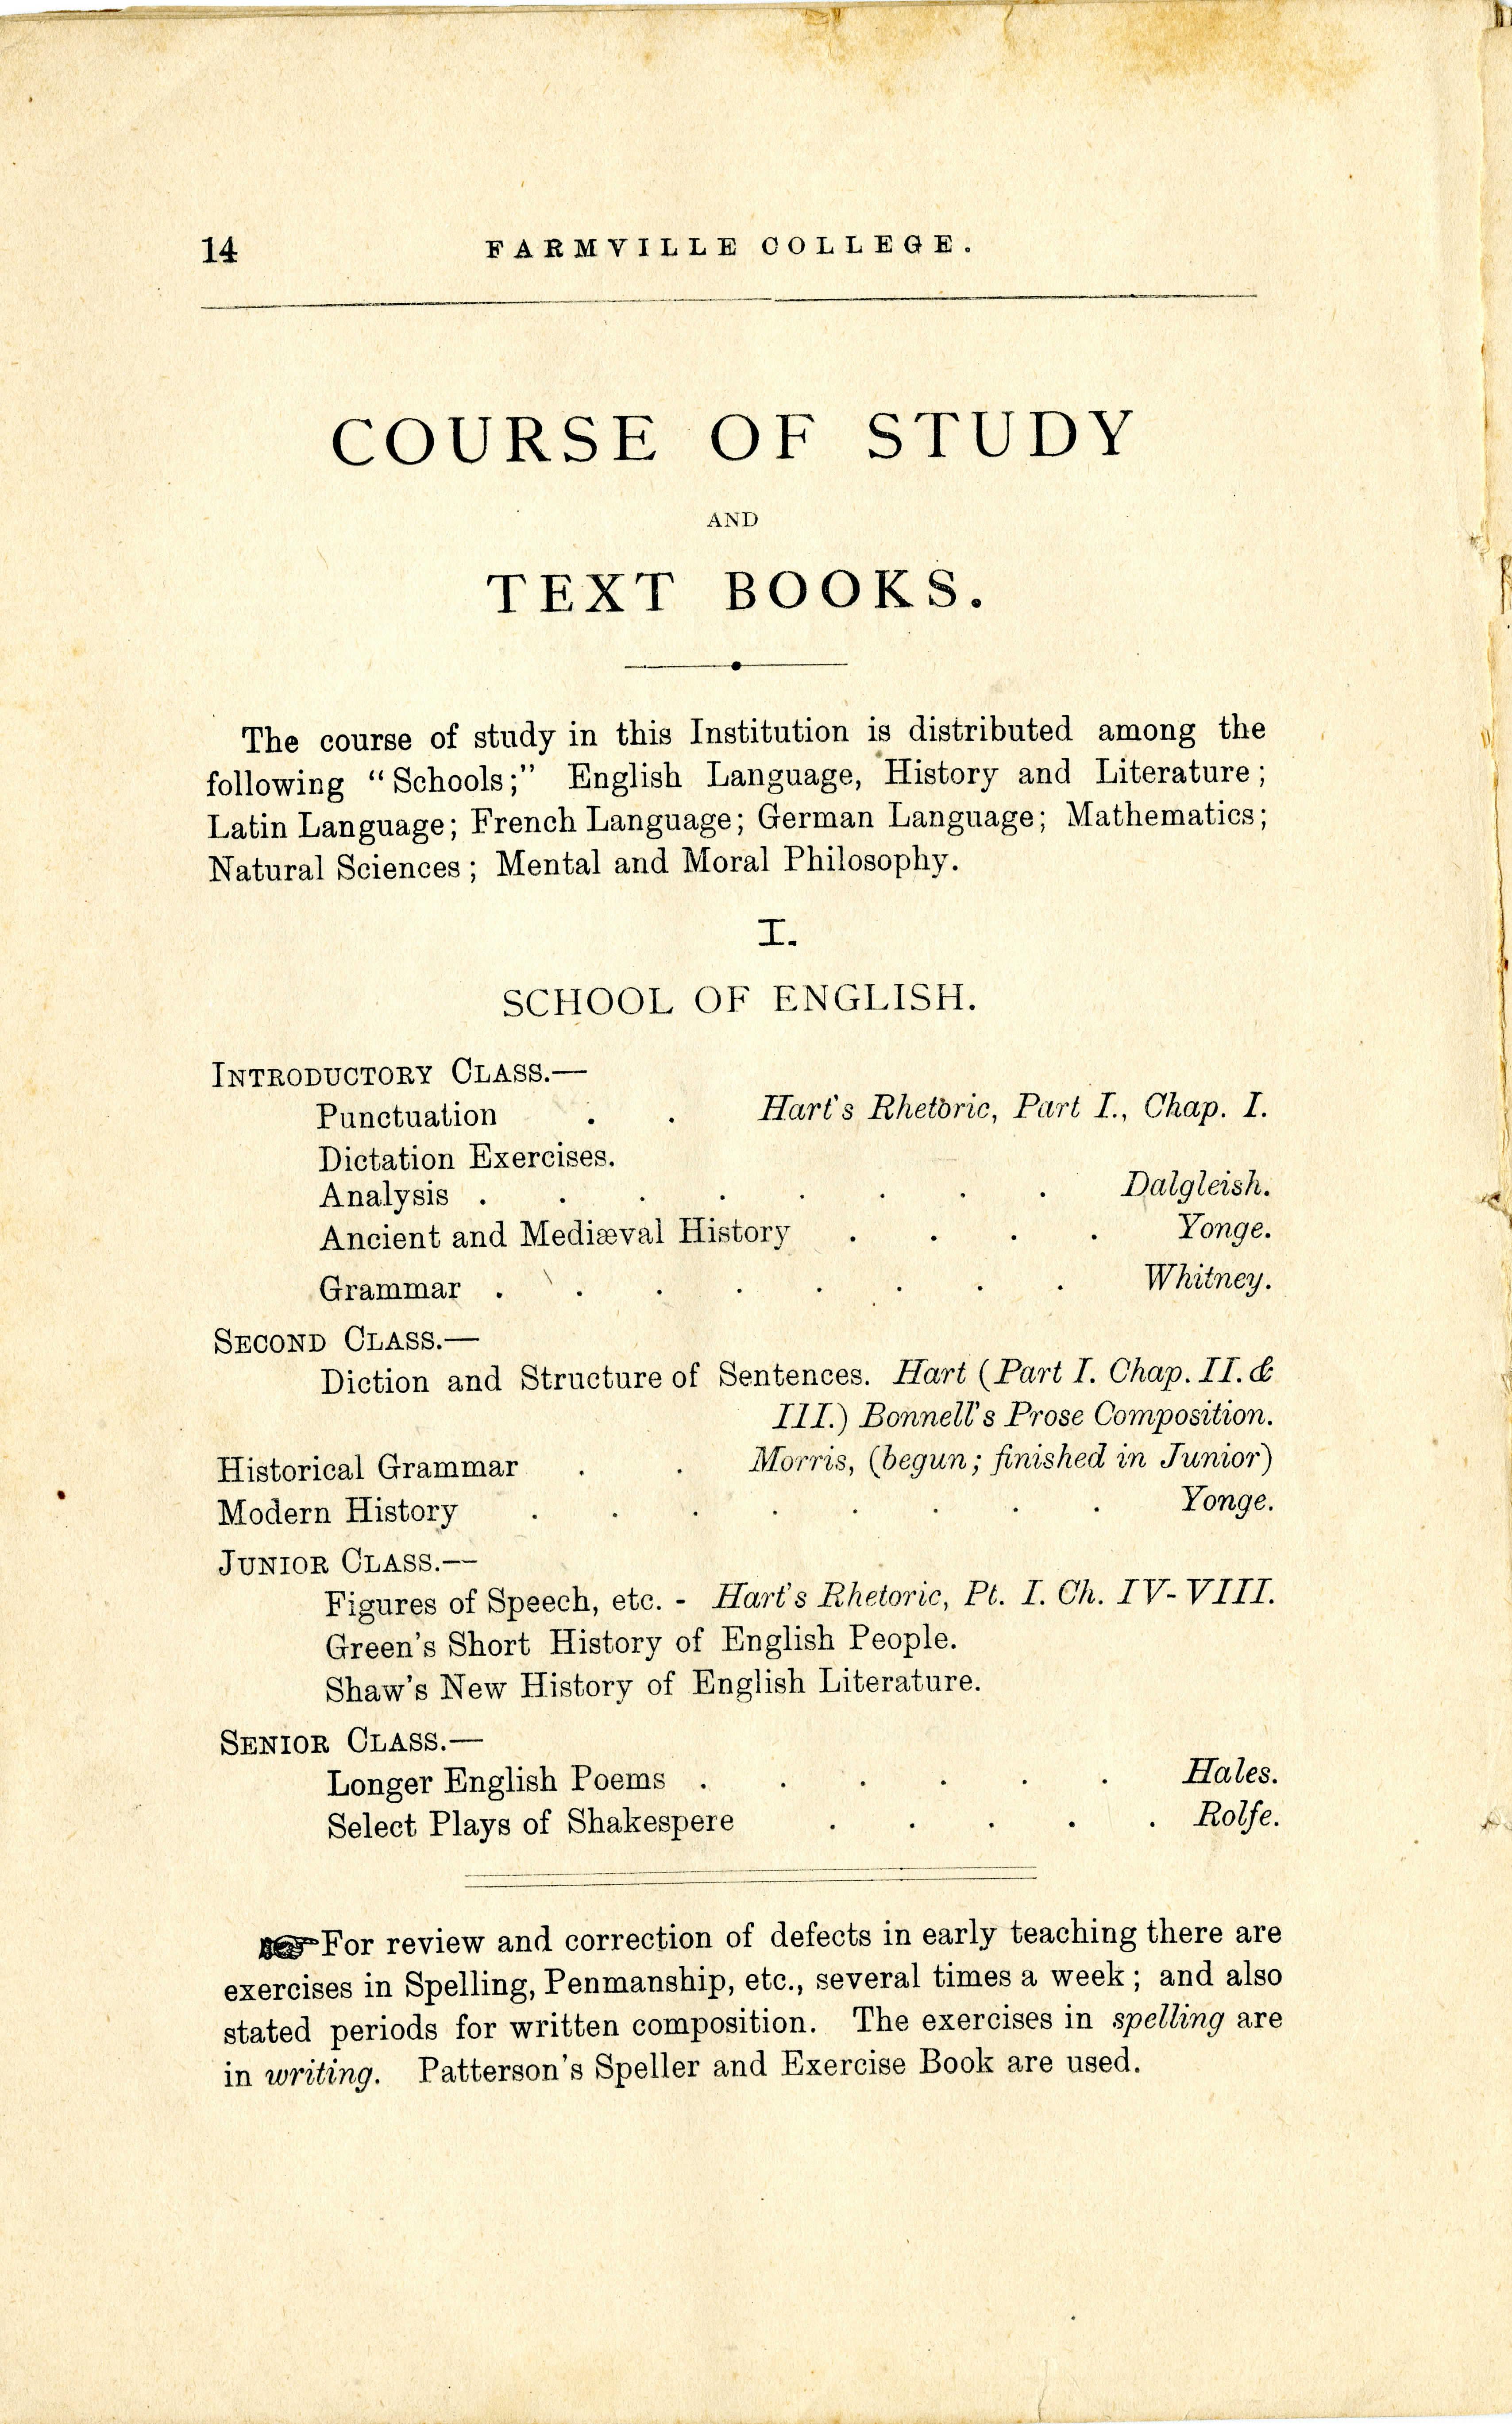 14 FARMVILLE COLLEGE.
COURSE OF STUDY
AND
TEXT BOOKS.
The course of study in this Institution is distributed among the
following "Schools;" English Language, History and Literature;
Latin Language; French Language; German Language; Mathematics;
Natural Sciences; Mental and Moral Philosophy.
I.
SCHOOL OF ENGLISH.
INTRODUCTORY CLASS.—
Punctuation . . Hart's Rhetoric, Part I., Chap. I.
Dictation Exercises.
Analysis . . . . . . . . Dalgleish.
Ancient and Mediæval History . . . . Yonge.
Grammar . . . . . . . . Whitney.
SECOND CLASS.—
Diction and Structure of Sentences. Hart (Part I. Chap. II. &
III.) Bonnell's Prose Composition.
Historical Grammar . . Morris, (begun; finished in Junior)
Modern History . . . . . . . . Yonge.
JUNIOR CLASS.—
Figures of Speech, etc. - Hart's Rhetoric, Pt. I. Ch. IV-VIII.
Green's Short History of English People.
Shaw's New History of English Literature.
SENIOR CLASS.—
Longer English Poems . . . . . . Hales.
Select Plays of Shakespere . . . . . Rolfe.
☞For review and correction of defects in early teaching there are
exercises in Spelling, Penmanship, etc., several times a week; and also
stated periods for written composition. The exercises in spelling are
in writing. Patterson's Speller and Exercise Book are used.